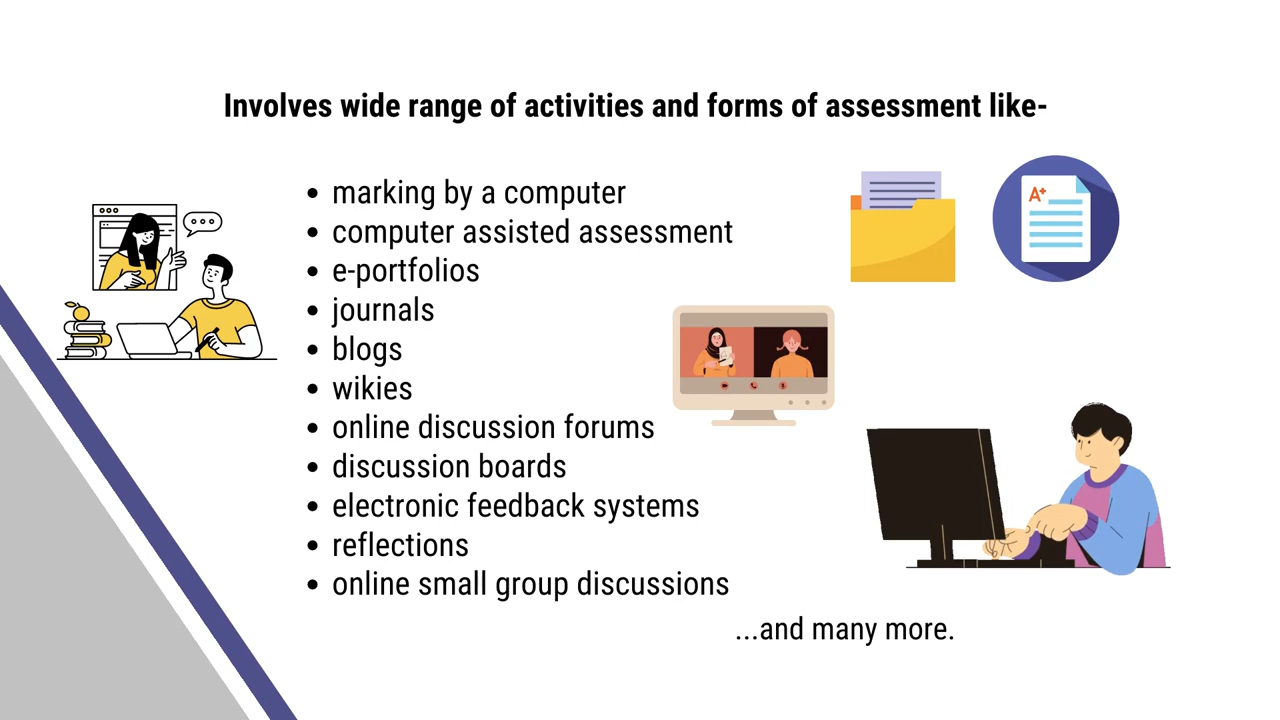 Involves wide range of activities and forms of assessment like-
• marking by a computer
• computer assisted assessment
• e-portfolios
• journals
• blogs
• wikies
• online discussion forums
• discussion boards
• electronic feedback systems
• reflections
• online small group discussions
...and many more.
A+